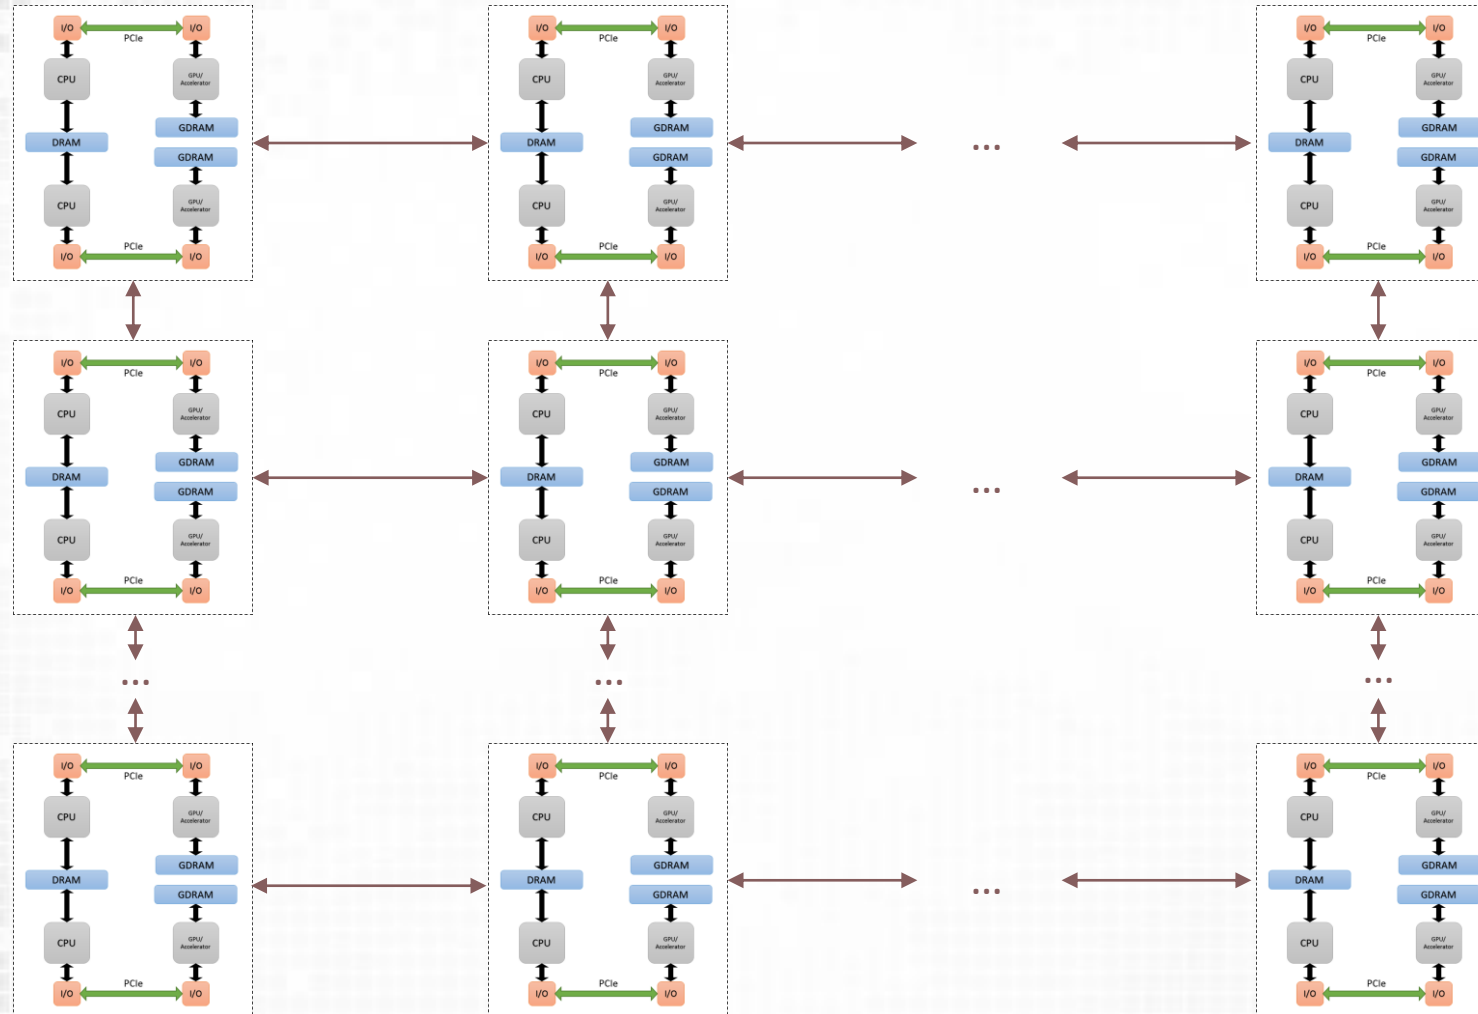 I/O I/O I/O I/O I/O I/O
PCIe PCIe PCIe
CPU GPU/ Accelerator CPU GPU/ Accelerator CPU GPU/ Accelerator
GDRAM GDRAM GDRAM
DRAM DRAM ... DRAM
GDRAM GDRAM GDRAM
CPU GPU/ Accelerator CPU GPU/ Accelerator CPU GPU/ Accelerator
PCIe PCIe PCIe
I/O I/O I/O I/O I/O I/O
I/O I/O I/O I/O I/O I/O
PCIe PCIe PCIe
CPU GPU/ Accelerator CPU GPU/ Accelerator CPU GPU/ Accelerator
GDRAM GDRAM GDRAM
DRAM DRAM DRAM
GDRAM GDRAM ... GDRAM
CPU GPU/ Accelerator CPU GPU/ Accelerator CPU GPU/ Accelerator
PCIe PCIe PCIe
I/O I/O I/O I/O I/O I/O
... ... ...
I/O I/O I/O I/O I/O I/O
PCIe PCIe PCIe
CPU GPU/ Accelerator CPU GPU/ Accelerator CPU GPU/ Accelerator
GDRAM GDRAM GDRAM
DRAM DRAM DRAM
GDRAM GDRAM ... GDRAM
CPU GPU/ Accelerator CPU GPU/ Accelerator CPU GPU/ Accelerator
PCIe PCIe PCIe
I/O I/O I/O I/O I/O I/O